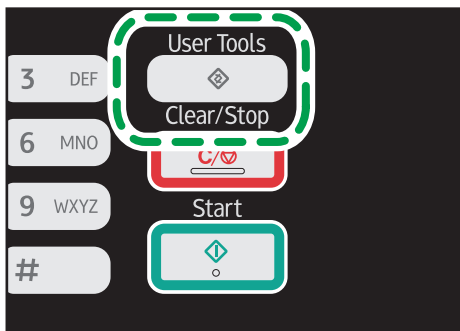 User Tools
3 DEF
Clear/Stop
6 MNO
C/
9 WXYZ
Start
#